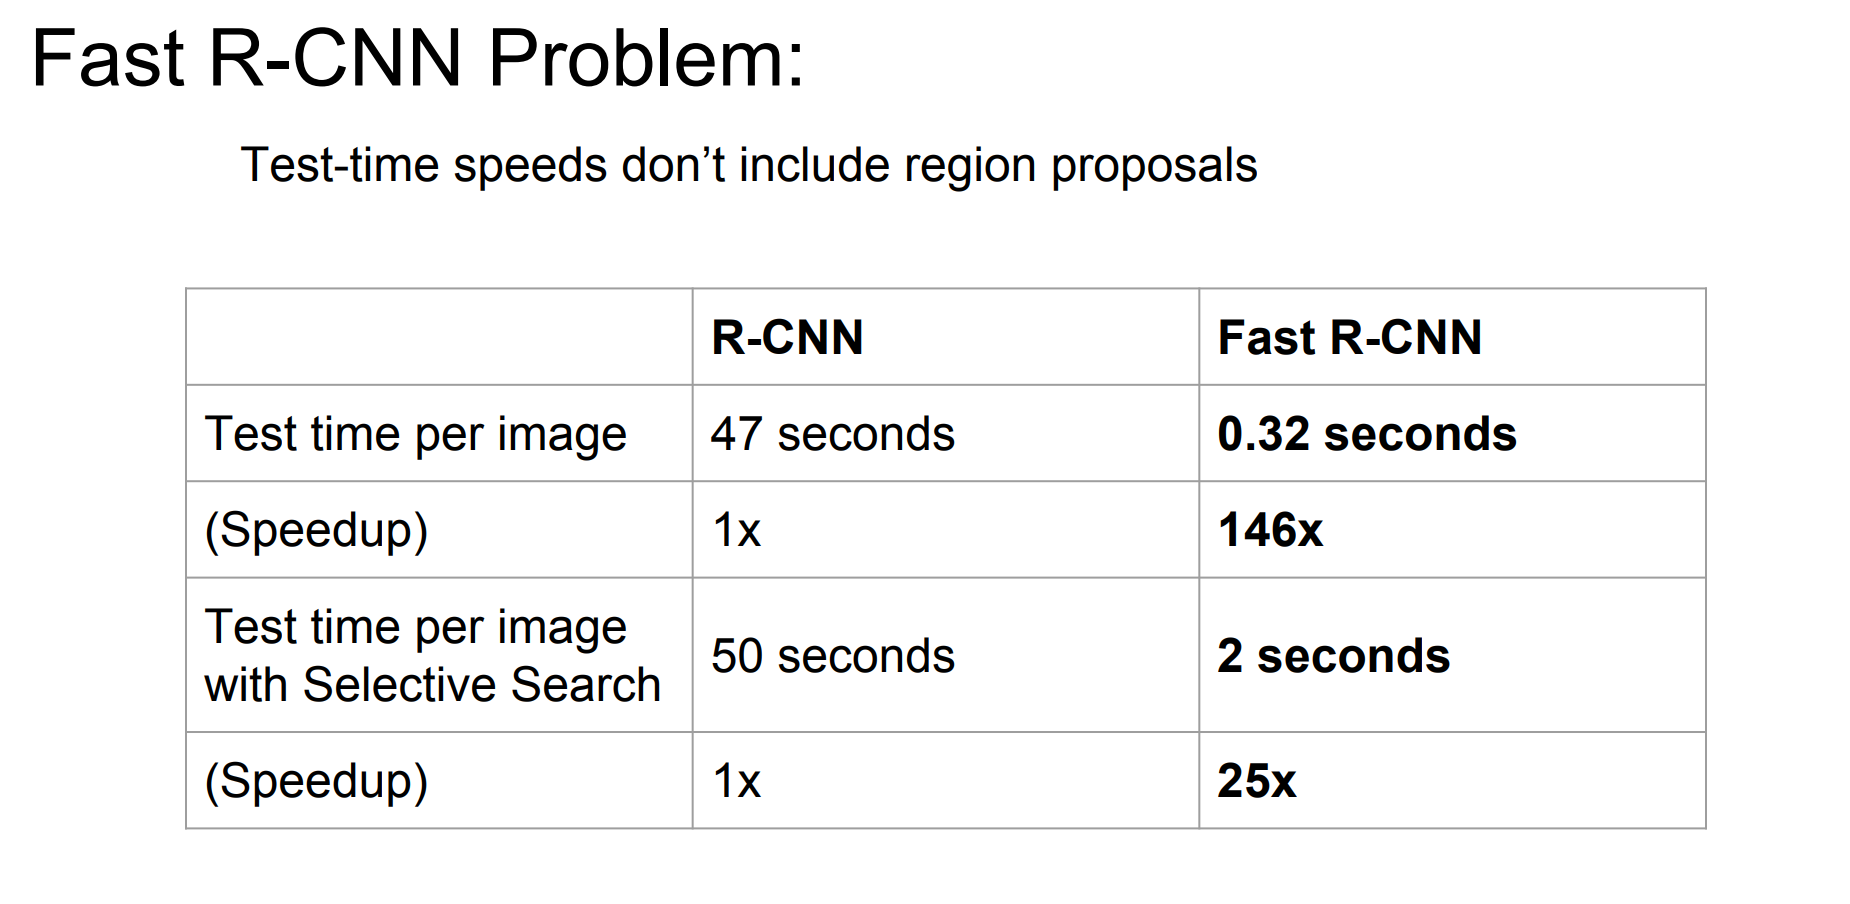 Fast R-CNN Problem:
Test-time speeds don’t include region proposals
R-CNN Fast R-CNN
Test time per image 47 seconds 0.32 seconds
(Speedup) 1x 146x
Test time per image
with Selective Search 50 seconds 2 seconds
(Speedup) 1x 25x